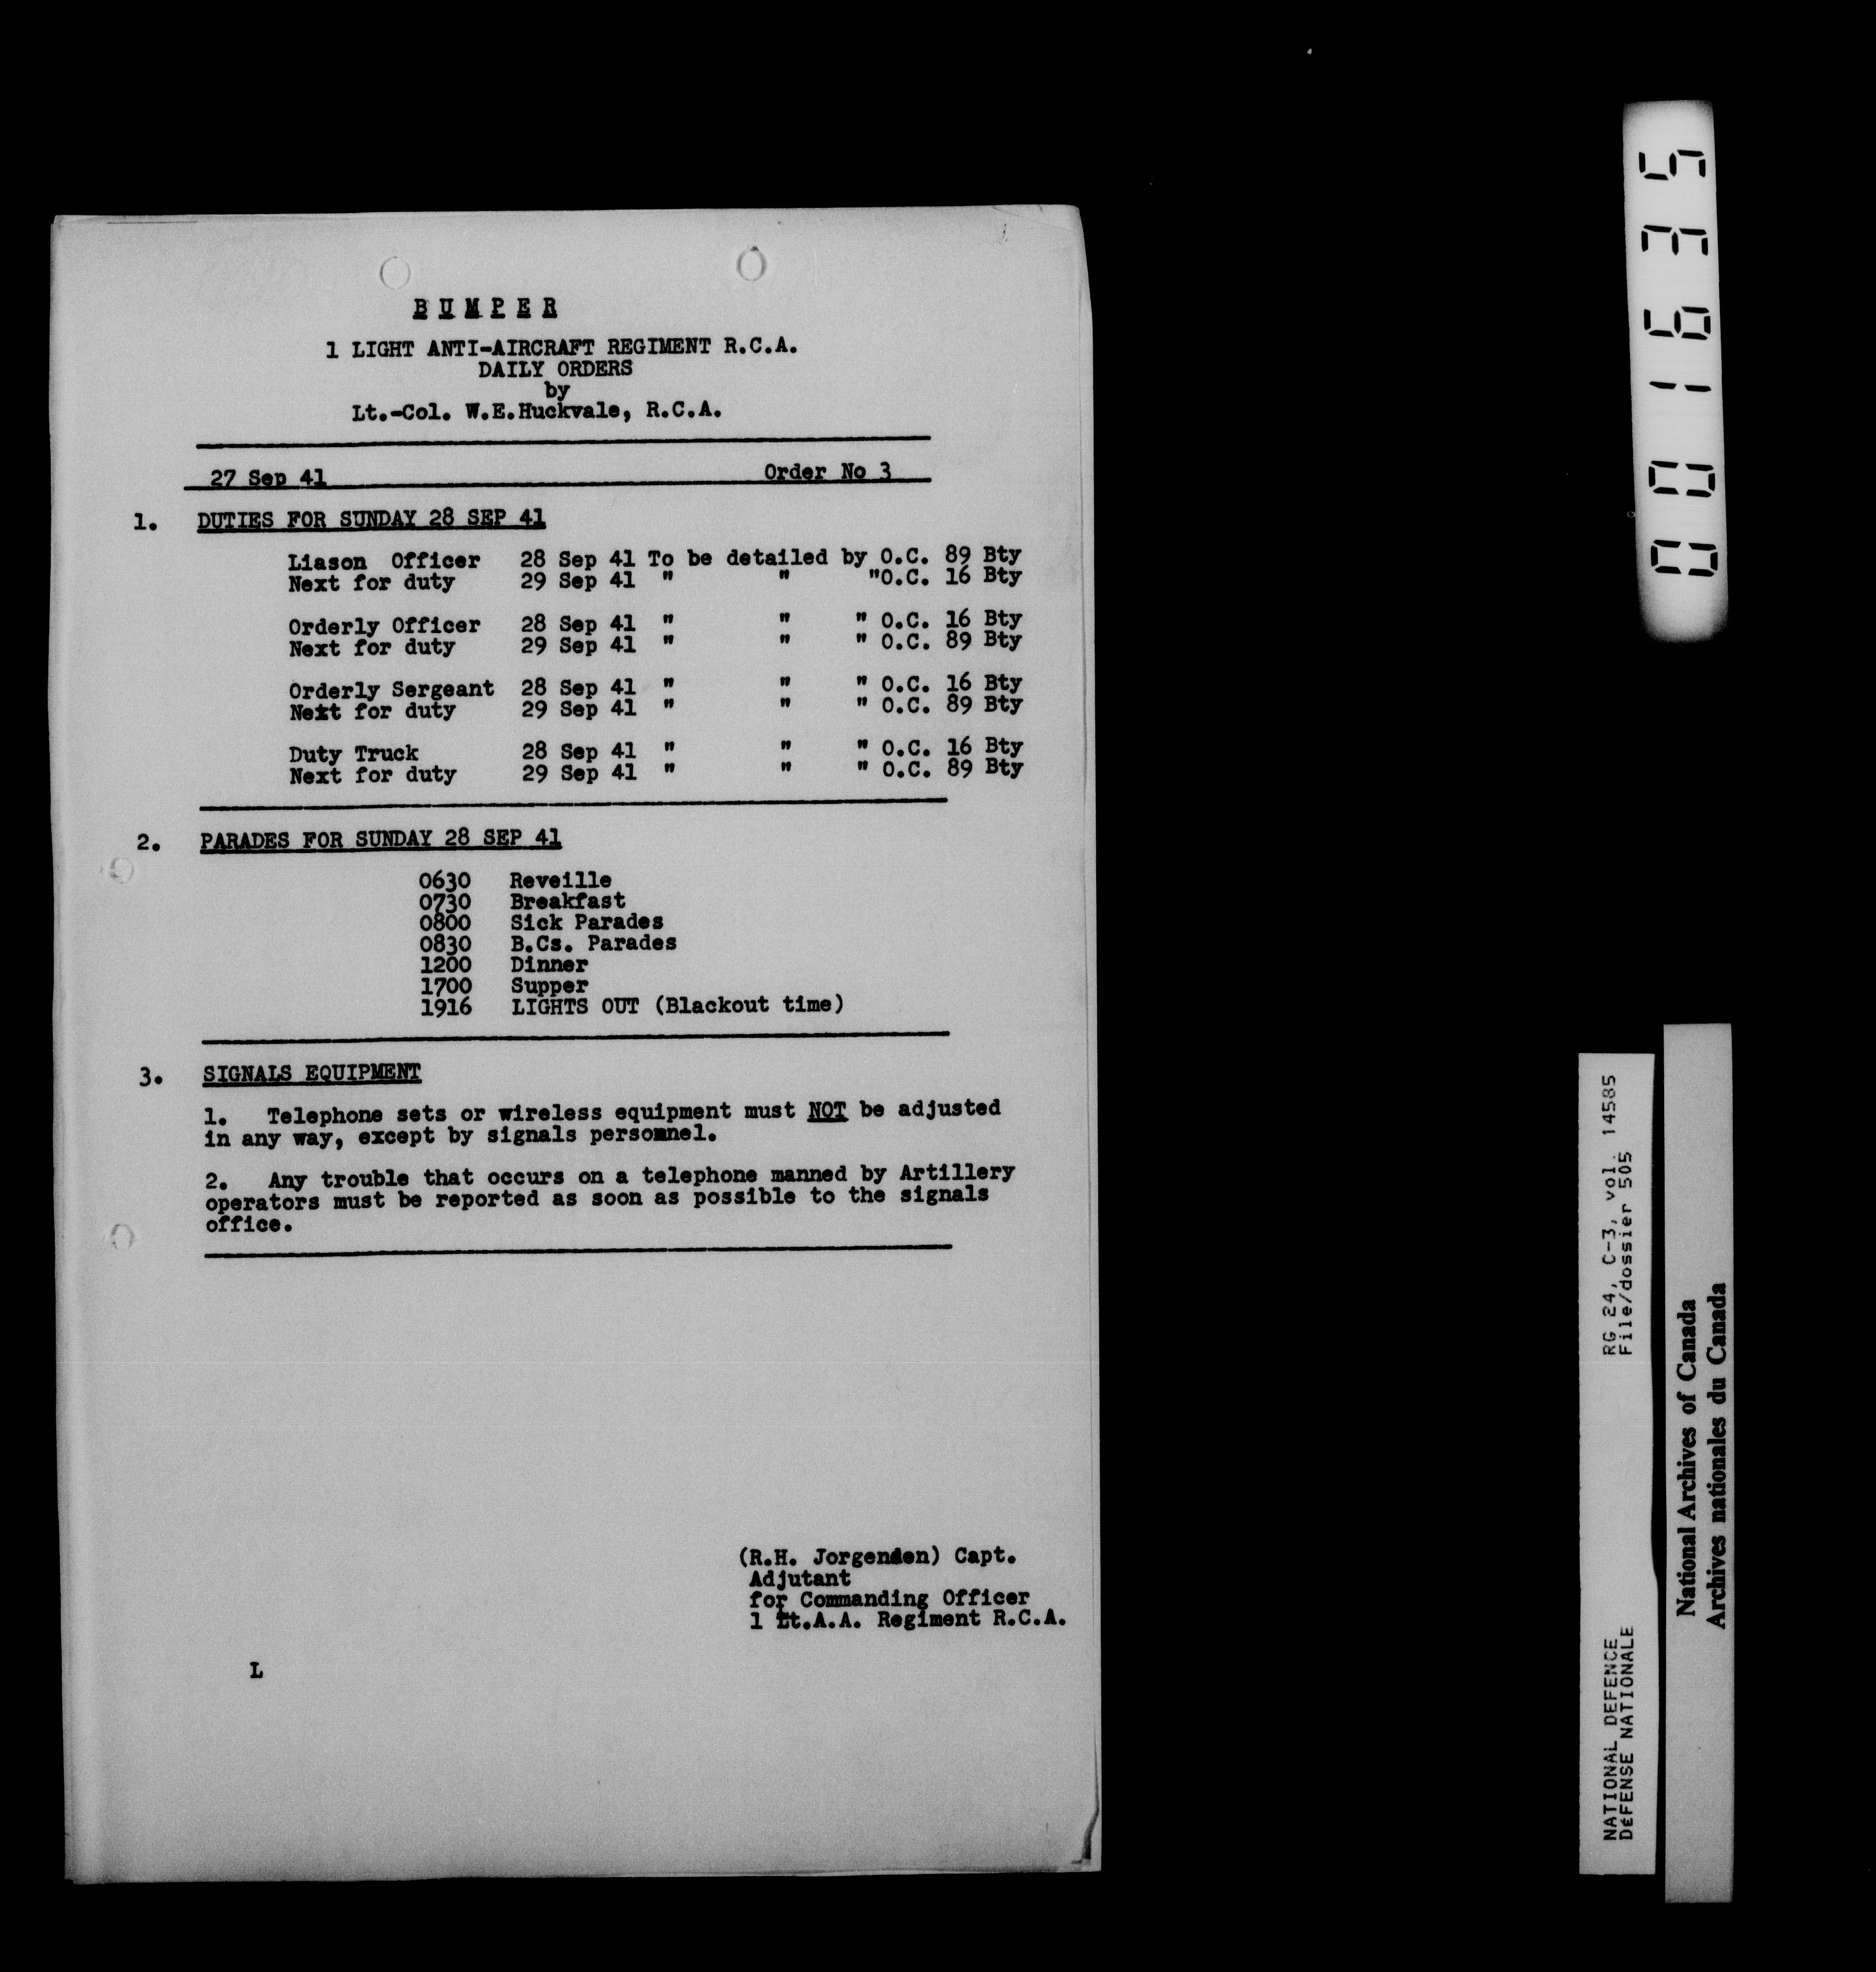 BUMPER
1 LIGHT ANTI-AIRCRAFT REGIMENT R.C.A.
DAILY ORDERS
by
Lt.-Col. W.E.Huckvale, R.C.A.
27 Sep 41 Order No 3
1. DUTIES FOR SUNDAY 28 SEP 41
Liason Officer 28 Sep 41 To be detailed by O.C. 89 Bty
Next for duty 29 Sep 41 " " "O.C. 16 Bty
Orderly Officer 28 Sep 41 " " " O.C. 16 Bty
Next for duty 29 Sep 41 " " " O.C. 89 Bty
Orderly Sergeant 28 Sep 41 " " " O.C. 16 Bty
Next for duty 29 Sep 41 " " " O.C. 89 Bty
Duty Truck 28 Sep 41 " " " O.C. 16 Bty
Next for duty 29 Sep 41 " " " O.C. 89 Bty
2. PARADES FOR SUNDAY 28 SEP 41
0630 Reveille
0730 Breakfast
0800 Sick Parades
0830 B.Cs. Parades
1200 Dinner
1700 Supper
1916 LIGHTS OUT (Blackout time)
3. SIGNALS EQUIPMENT
1. Telephone sets or wireless equipment must NOT be adjusted
in any way, except by signals personnel.
2. Any trouble that occurs on a telephone manned by Artillery
operators must be reported as soon as possible to the signals
office.
(R.H. Jorgensen) Capt.
Adjutant
for Commanding Officer
1 Lt.A.A. Regiment R.C.A.
L
001635
RG 24, C-3, vol. 14585
File/dossier 505
NATIONAL DEFENCE
DÉFENSE NATIONALE
National Archives of Canada
Archives nationales du Canada